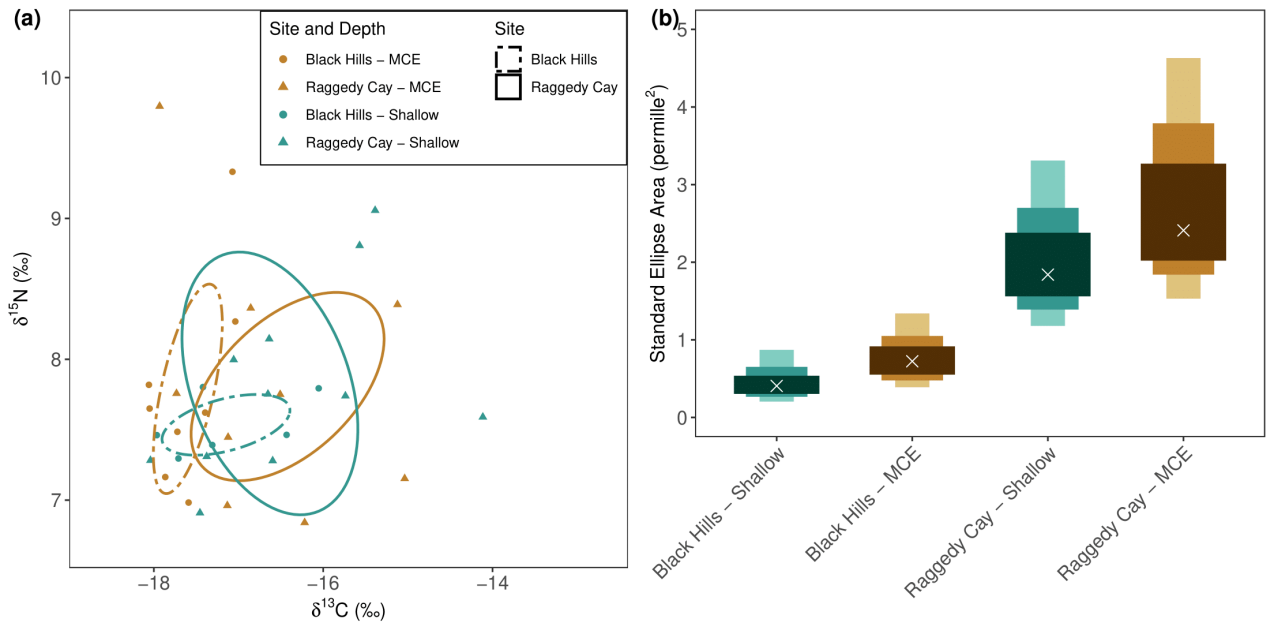 (a)
Site and Depth
Black Hills − MCE
Raggedy Cay − MCE
Black Hills − Shallow
Raggedy Cay − Shallow
Site
Black Hills
Raggedy Cay
10
9
8
7
δ¹⁵N (‰)
−18
−16
−14
δ¹³C (‰)
(b)
5
4
3
2
1
0
Standard Ellipse Area (permille²)
Black Hills − Shallow
Black Hills − MCE
Raggedy Cay − Shallow
Raggedy Cay − MCE